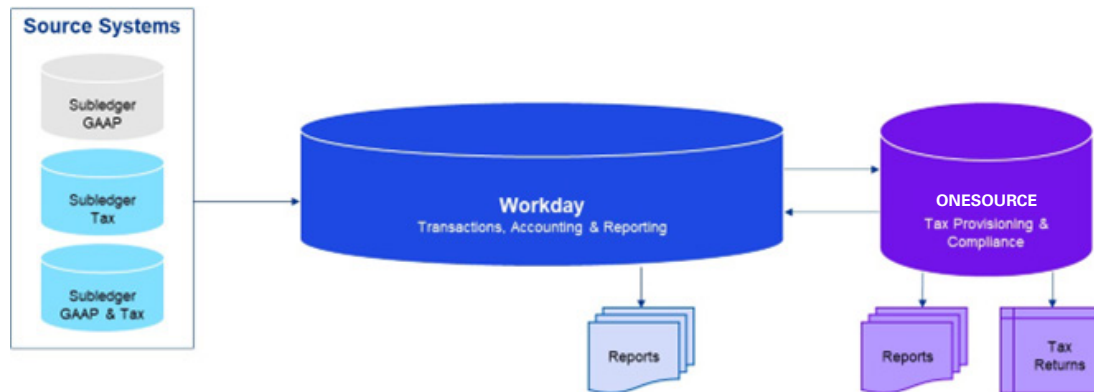 Source Systems
Subledger
GAAP
Subledger
Tax
Subledger
GAAP & Tax
Workday
Transactions, Accounting & Reporting
ONESOURCE
Tax Provisioning &
Compliance
Reports
Reports
Tax
Returns